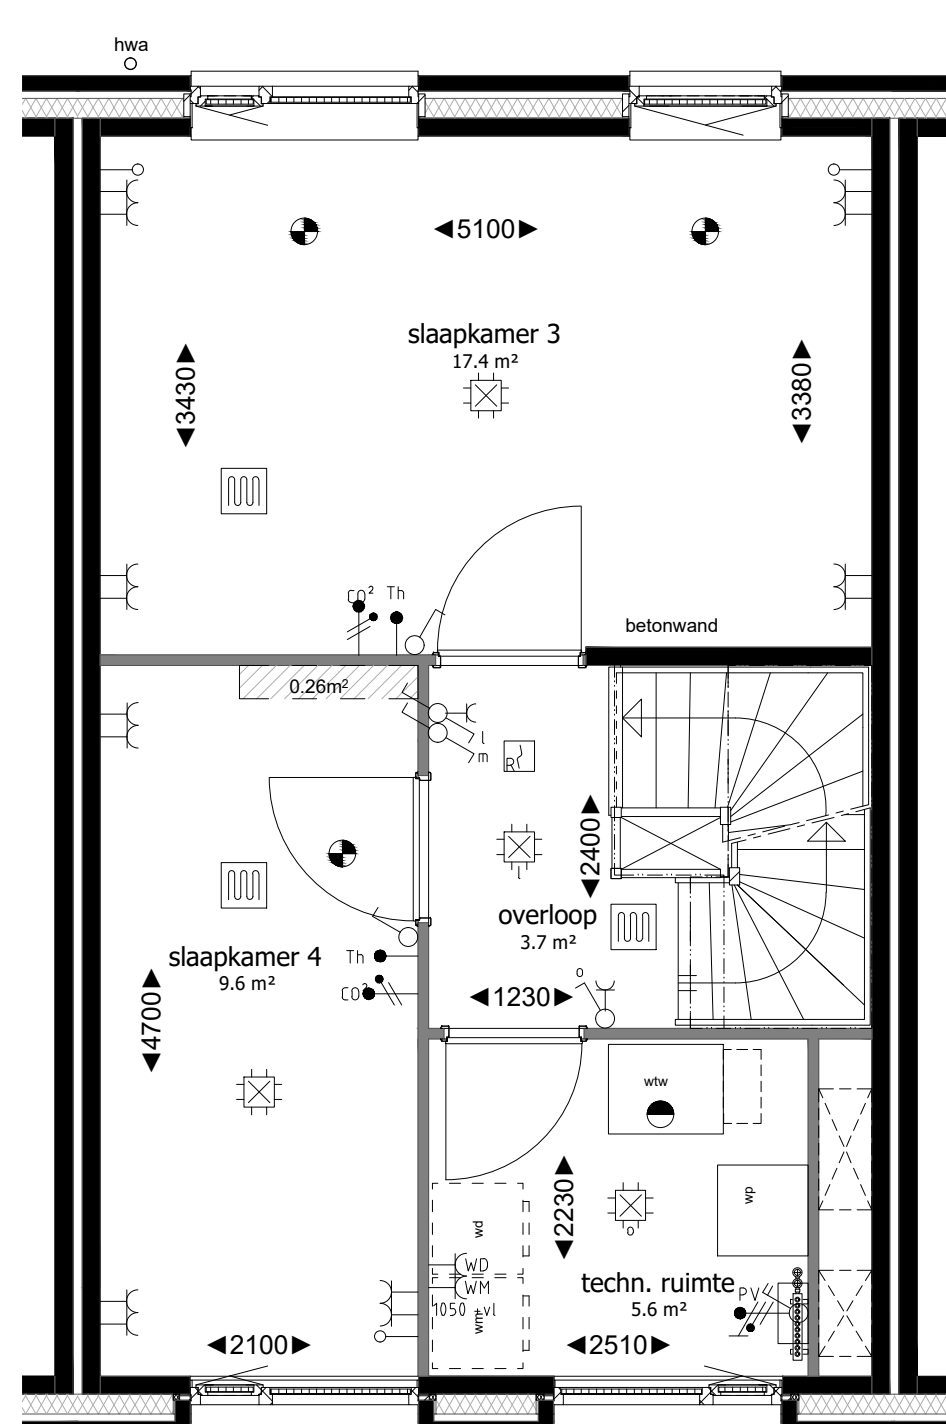 hwa
5100
slaapkamer 3
17.4 m²
3430
3380
CO² Th
betonwand
0.26m²
l
m
R
2400
l
overloop
3.7 m²
slaapkamer 4
9.6 m²
Th
CO²
o
1230
4700
wtw
wp
2230
o
wd
WD
WM
1050 +vl
wm
techn. ruimte
5.6 m²
PV
2100
2510